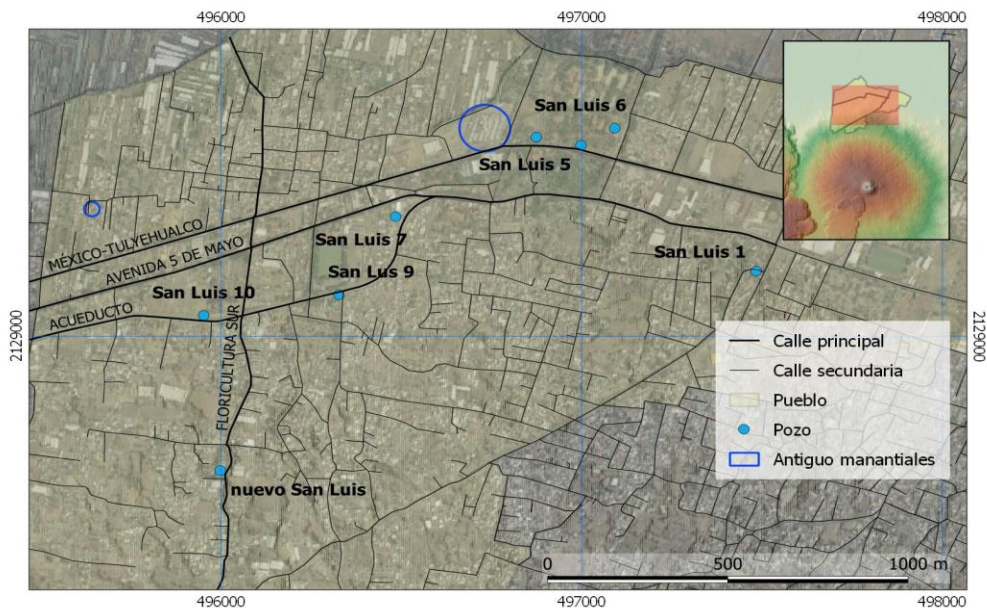 496000
497000
498000
San Luis 6
San Luis 5
MÉXICO-TULYEHUALCO
San Luis 7
AVENIDA 5 DE MAYO
San Luis 1
San Lus 9
San Luis 10
ACUEDUCTO
FLORICULTURA SUR
2129000
2129000
Calle principal
Calle secundaria
Pueblo
Pozo
Antiguo manantiales
nuevo San Luis
0
500
1000 m
496000
497000
498000